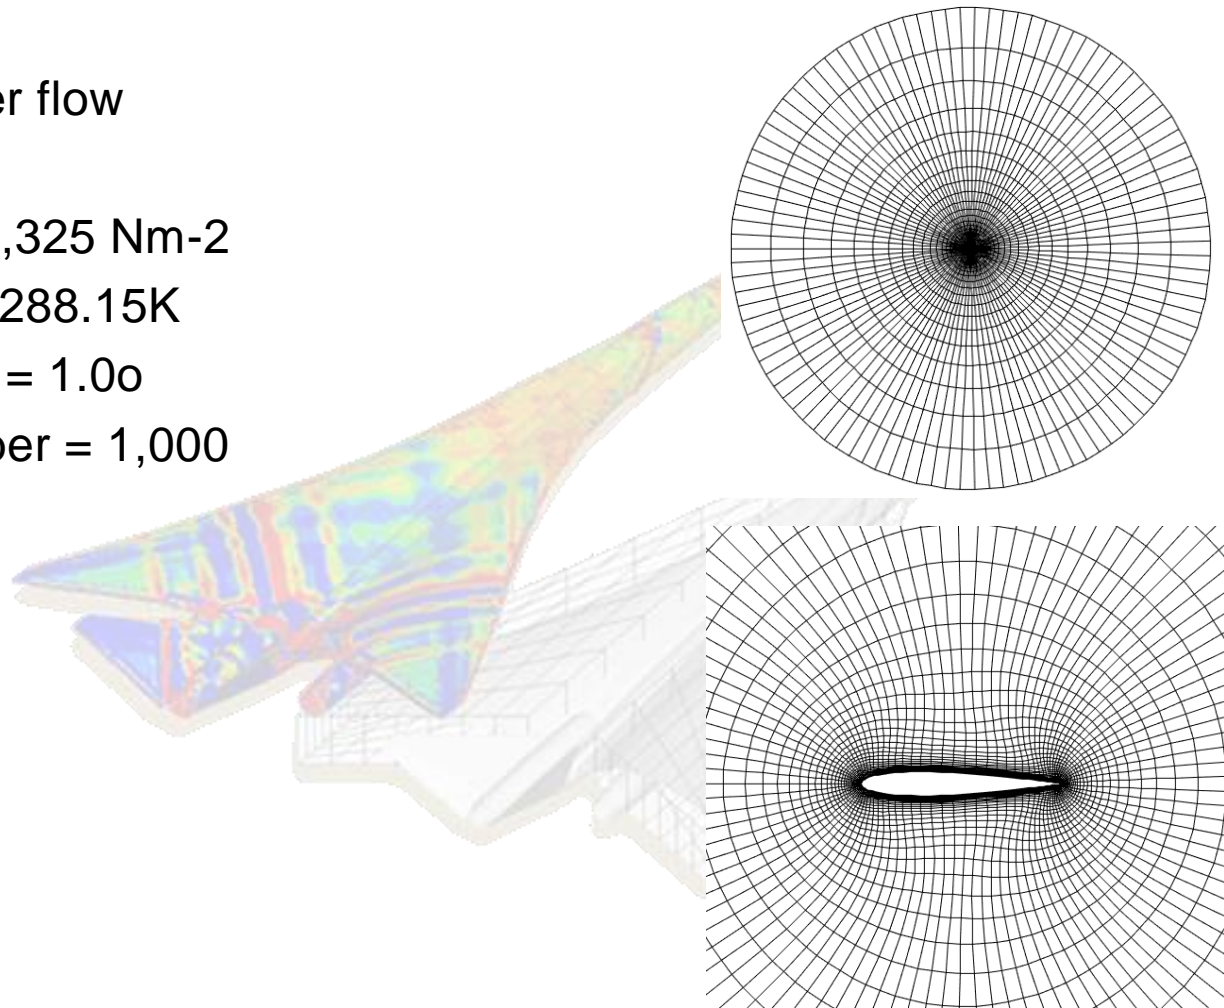 er flow
,325 Nm-2
288.15K
= 1.0o
ber = 1,000